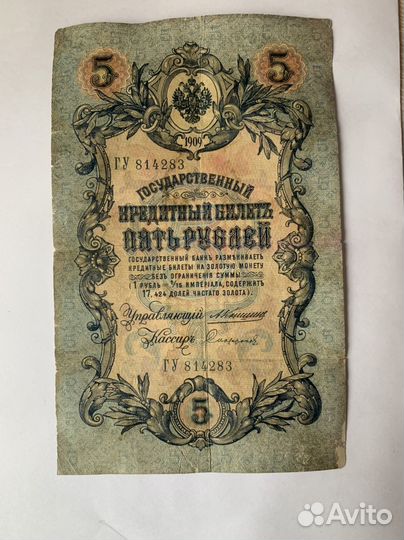 5 5
1909
ГУ 814283
ГОСУДАРСТВЕННЫЙ
КРЕДИТНЫЙ БИЛЕТЪ
ПЯТЬ РУБЛЕЙ
ГОСУДАРСТВЕННЫЙ БАНКЪ РАЗМѢНИВАЕТЪ
КРЕДИТНЫЕ БИЛЕТЫ НА ЗОЛОТУЮ МОНЕТУ
БЕЗЪ ОГРАНИЧЕНІЯ СУММЫ
(1 РУБЛЬ = 1/15 ИМПЕРІАЛА, СОДЕРЖИТЪ
17,424 ДОЛЕЙ ЧИСТАГО ЗОЛОТА).
Управляющій
Кассиръ
ГУ 814283
5
Avito